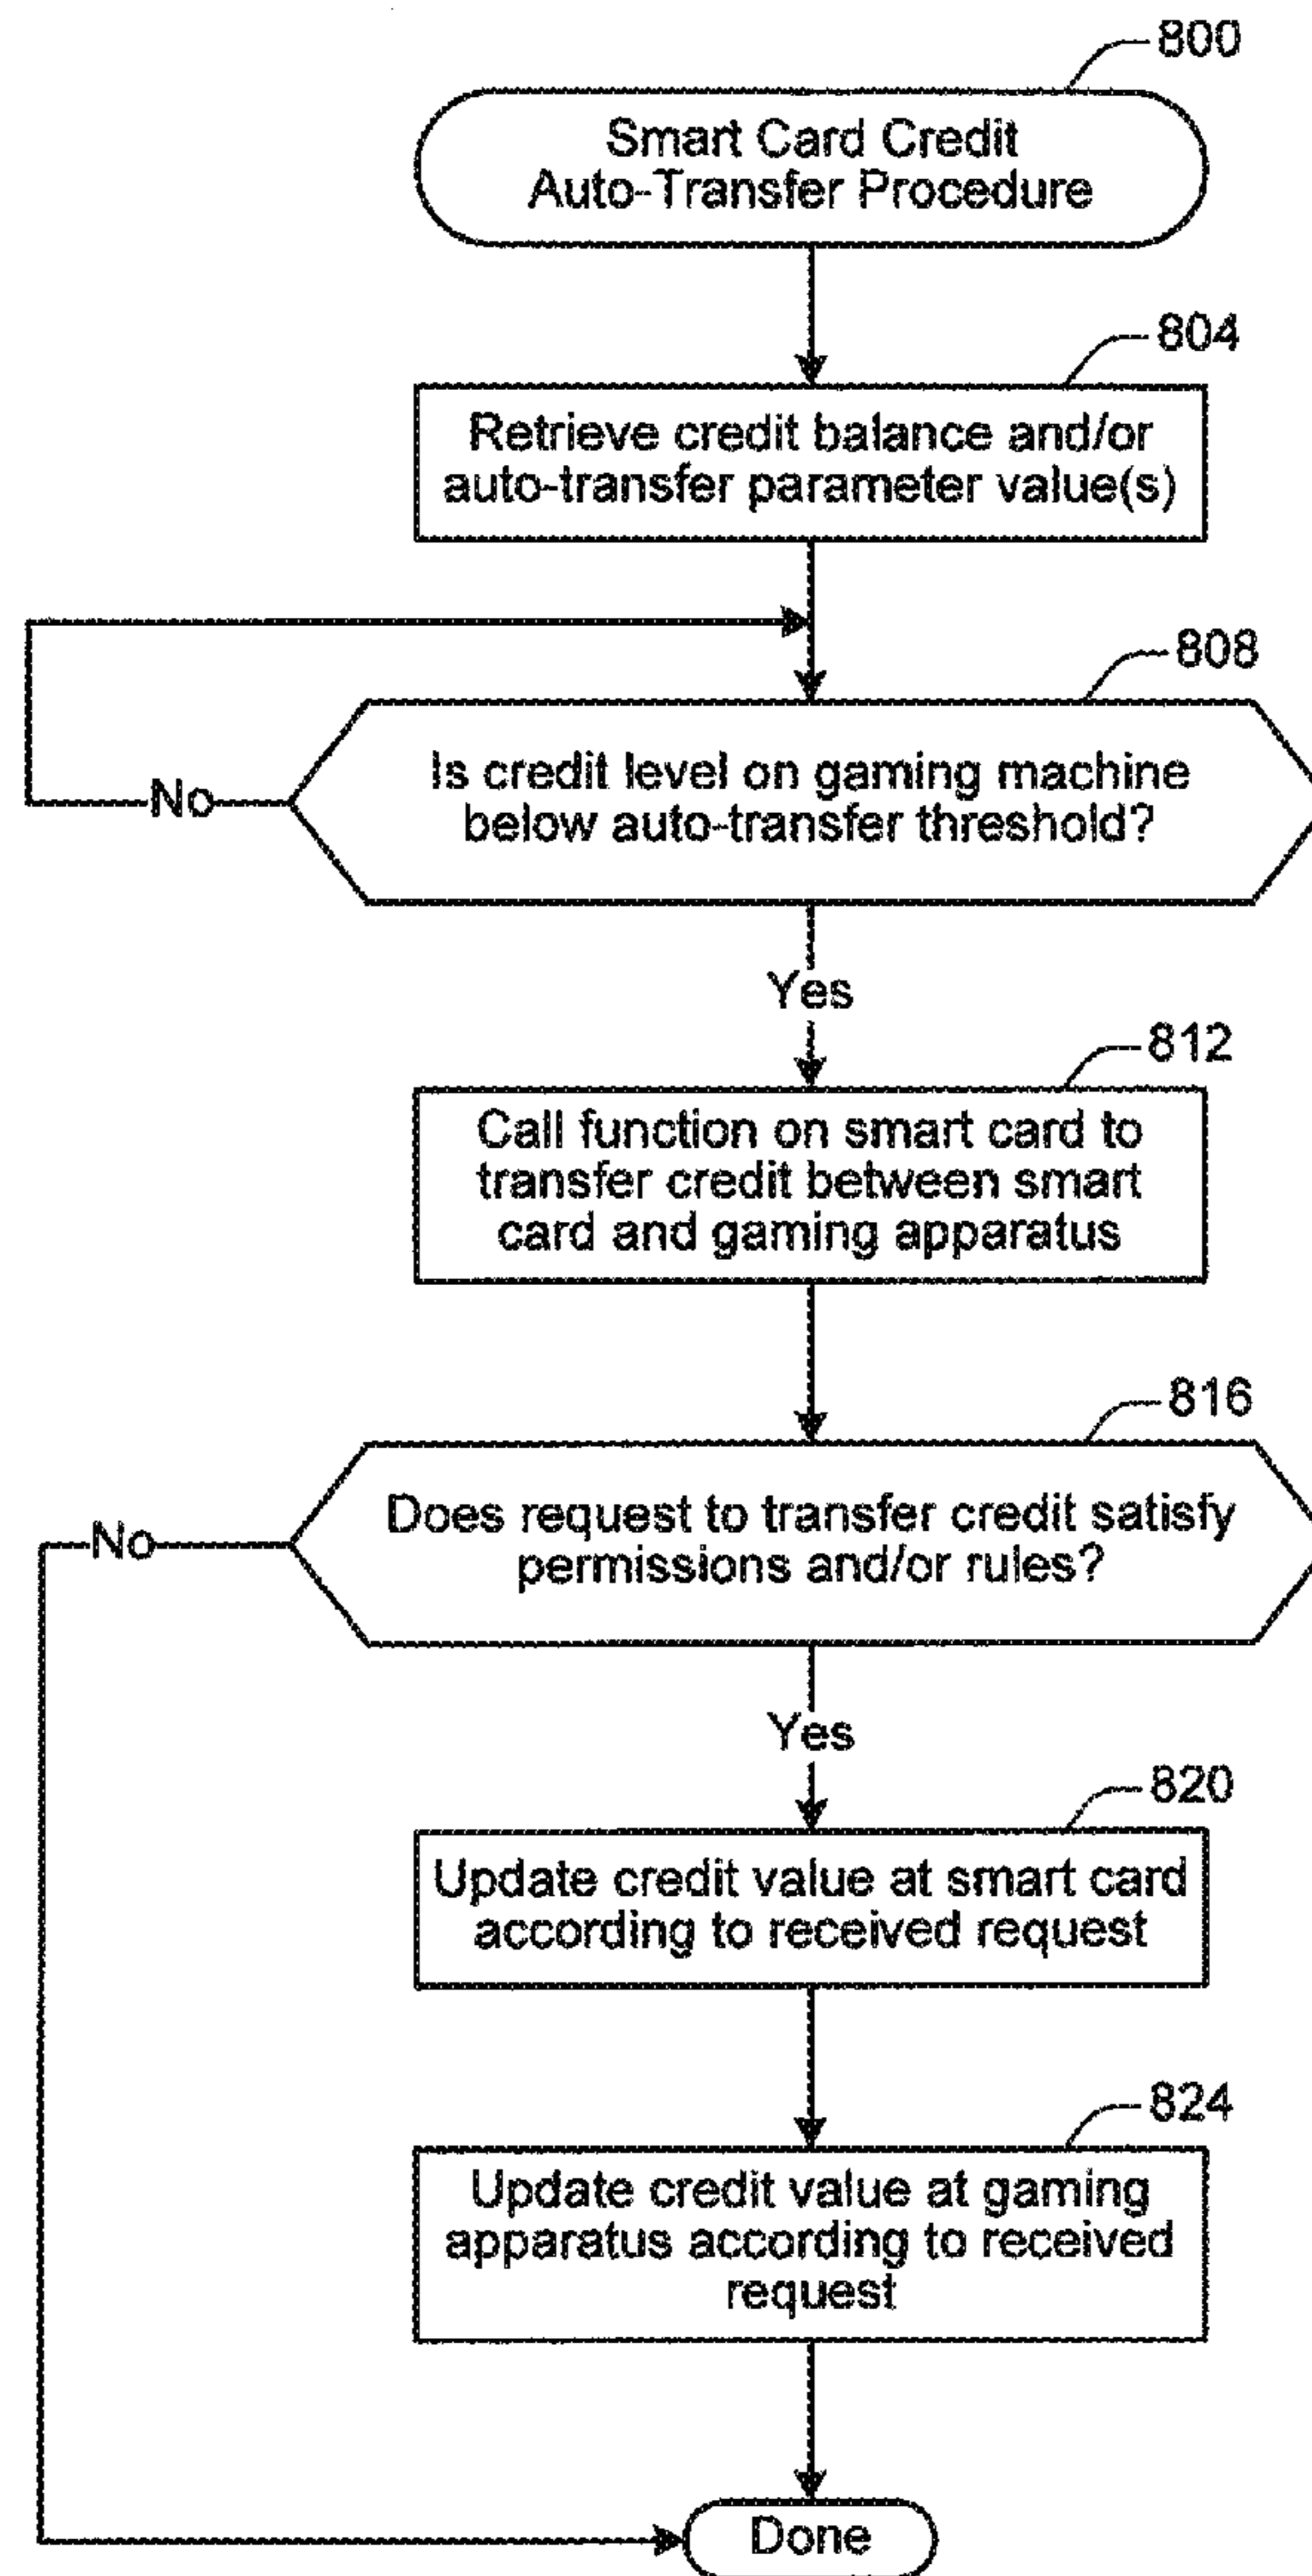 800
Smart Card Credit
Auto-Transfer Procedure
804
Retrieve credit balance and/or
auto-transfer parameter value(s)
808
Is credit level on gaming machine
below auto-transfer threshold?
No
Yes
812
Call function on smart card to
transfer credit between smart
card and gaming apparatus
816
Does request to transfer credit satisfy
permissions and/or rules?
No
Yes
820
Update credit value at smart card
according to received request
824
Update credit value at gaming
apparatus according to received
request
Done